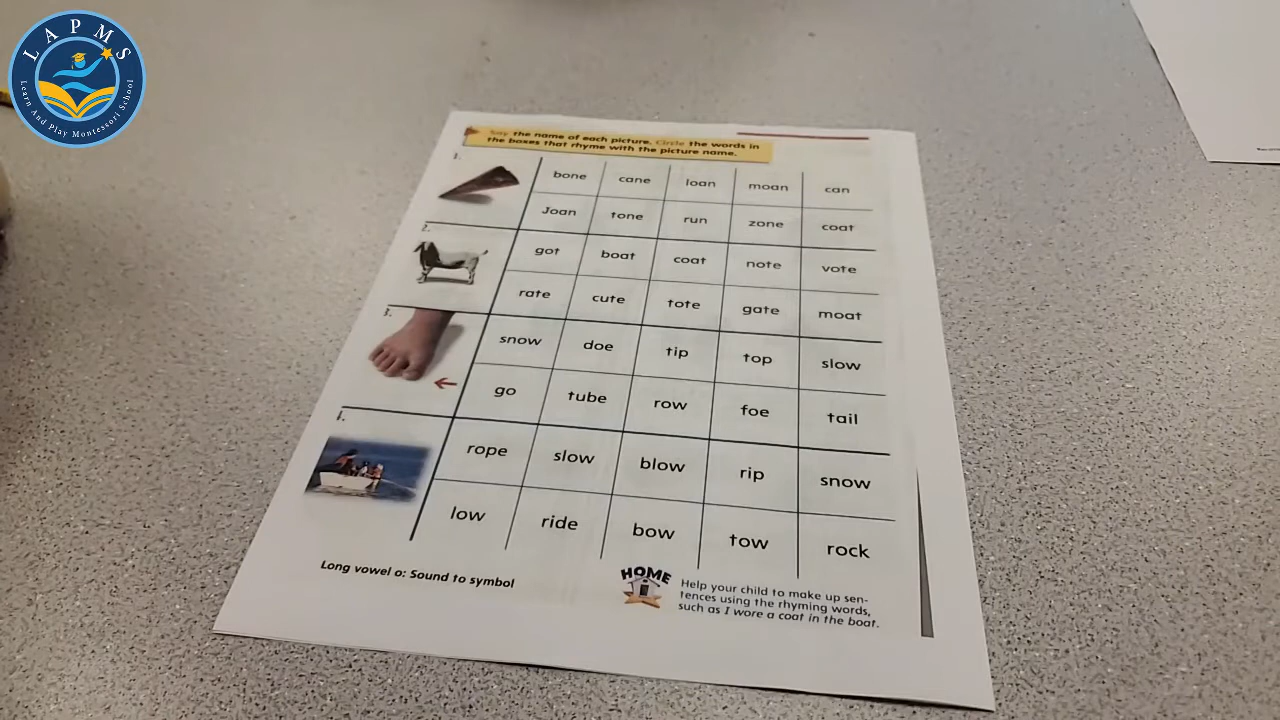 LAPMS
Learn And Play Montessori School
Say the name of each picture. Circle the words in
the boxes that rhyme with the picture name.
1.
bone cane loan moan can
Joan tone run zone coat
2.
got boat coat note vote
rate cute tote gate moat
3.
snow doe tip top slow
go tube row foe tail
4.
rope slow blow rip snow
low ride bow tow rock
Long vowel o: Sound to symbol
HOME
Help your child to make up sen-
tences using the rhyming words,
such as I wore a coat in the boat.